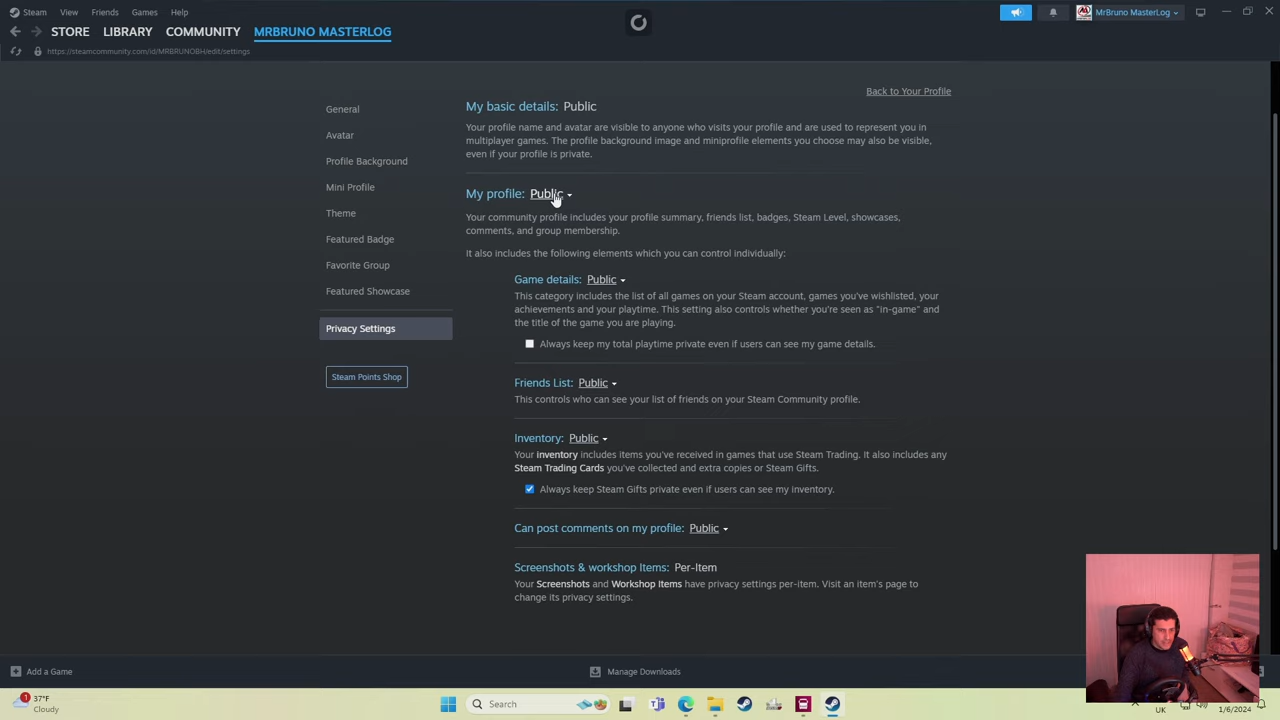 Steam View Friends Games Help
MrBruno MasterLog
STORE LIBRARY COMMUNITY MRBRUNO MASTERLOG
https://steamcommunity.com/id/MRBRUNOBH/edit/settings
Back to Your Profile
General
Avatar
Profile Background
Mini Profile
Theme
Featured Badge
Favorite Group
Featured Showcase
Privacy Settings
Steam Points Shop
My basic details: Public
Your profile name and avatar are visible to anyone who visits your profile and are used to represent you in
multiplayer games. The profile background image and miniprofile elements you choose may also be visible,
even if your profile is private.
My profile: Public
Your community profile includes your profile summary, friends list, badges, Steam Level, showcases,
comments, and group membership.
It also includes the following elements which you can control individually:
Game details: Public
This category includes the list of all games on your Steam account, games you've wishlisted, your
achievements and your playtime. This setting also controls whether you're seen as "in-game" and
the title of the game you are playing.
Always keep my total playtime private even if users can see my game details.
Friends List: Public
This controls who can see your list of friends on your Steam Community profile.
Inventory: Public
Your inventory includes items you've received in games that use Steam Trading. It also includes any
Steam Trading Cards you've collected and extra copies or Steam Gifts.
Always keep Steam Gifts private even if users can see my inventory.
Can post comments on my profile: Public
Screenshots & workshop Items: Per-Item
Your Screenshots and Workshop Items have privacy settings per-item. Visit an item's page to
change its privacy settings.
Add a Game
Manage Downloads
1
37°F
Cloudy
Search
UK
1/6/2024